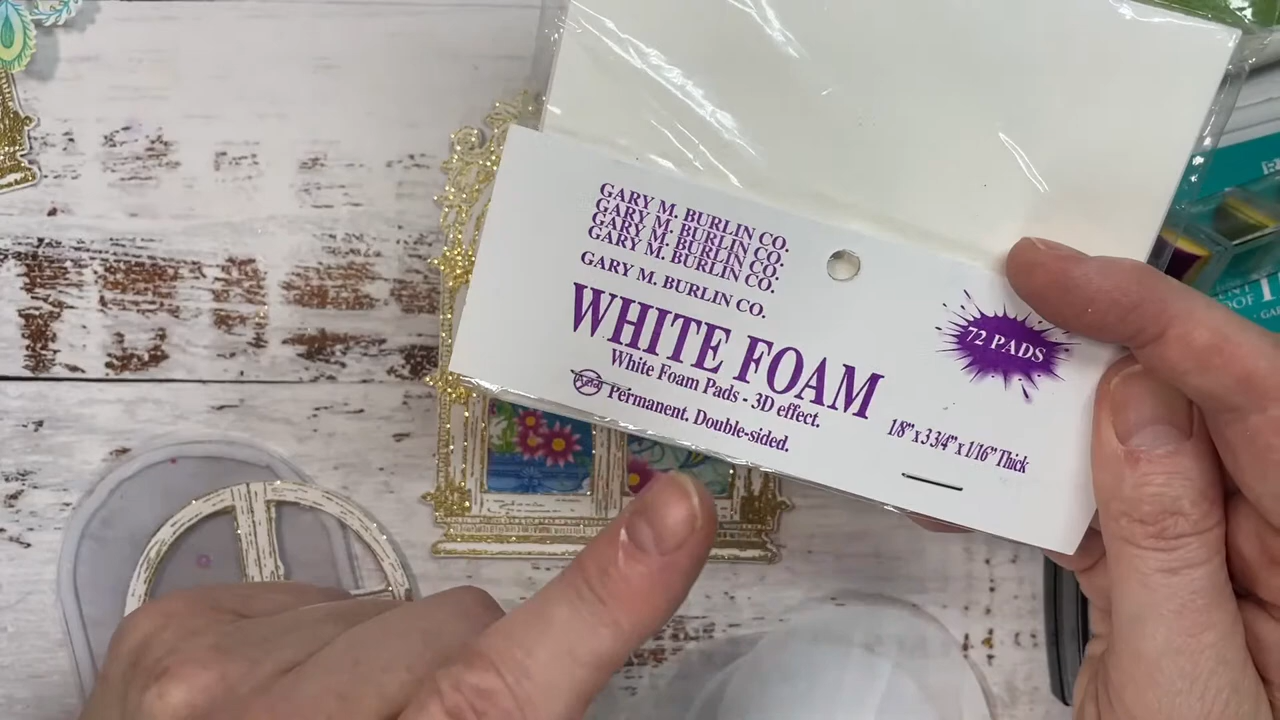 GARY M. BURLIN CO.
GARY M. BURLIN CO.
GARY M. BURLIN CO.
GARY M. BURLIN CO.
GARY M. BURLIN CO.
WHITE FOAM
White Foam Pads - 3D effect.
Permanent. Double-sided.
72 PADS
1/8" x 3 3/4" x 1/16" Thick